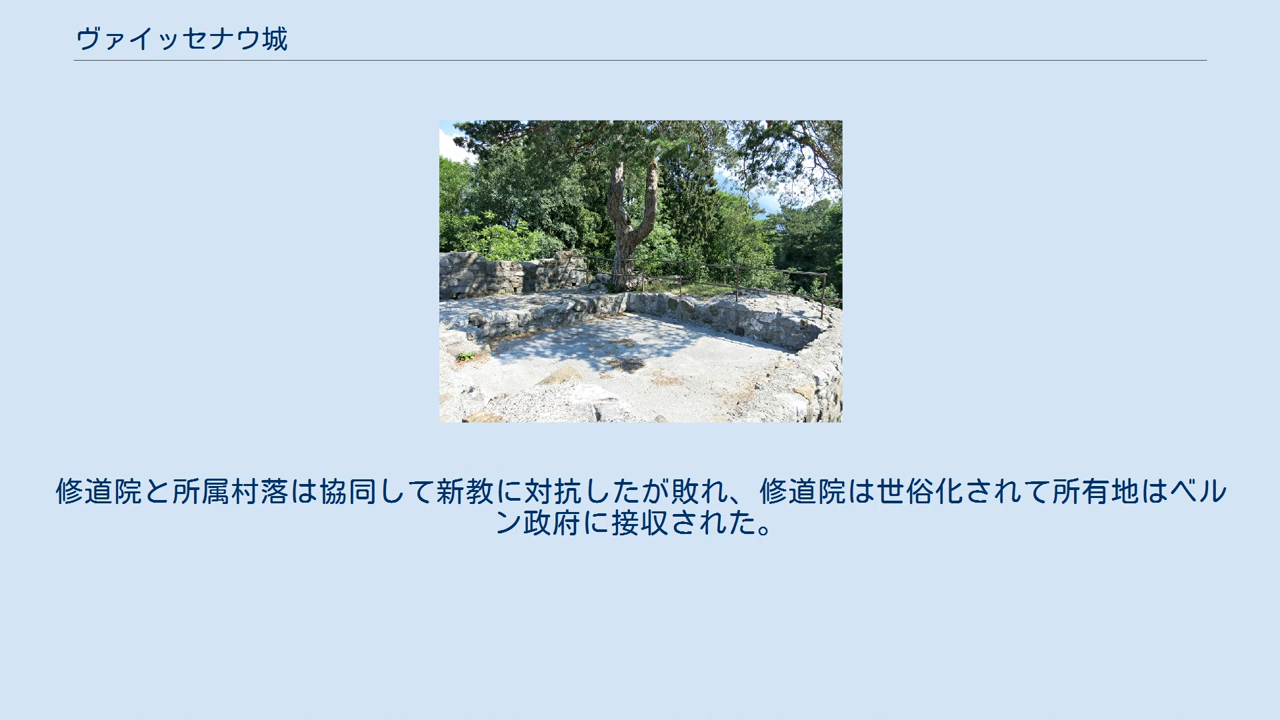 ヴァイッセナウ城
修道院と所属村落は協同して新教に対抗したが敗れ、修道院は世俗化されて所有地はベル
ン政府に接収された。